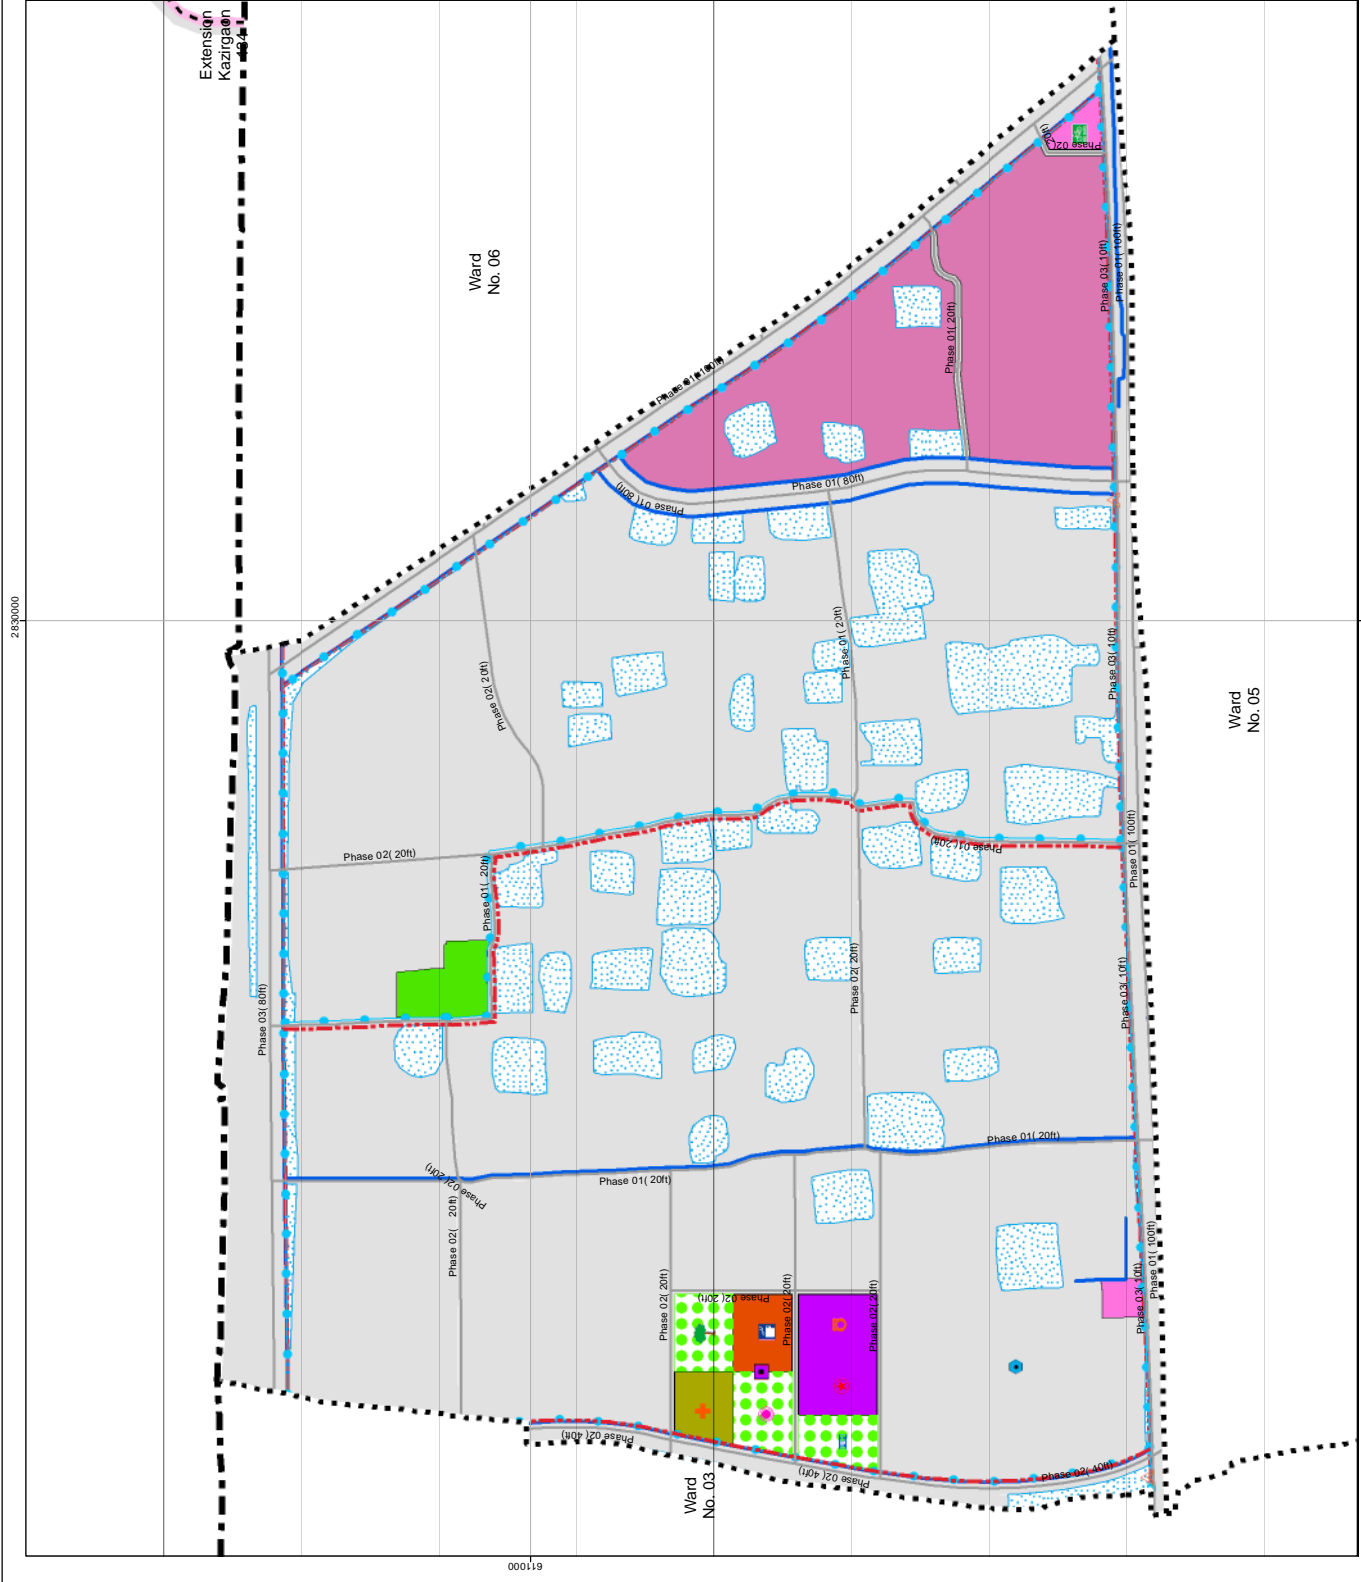 Extension
Kazirgaon
184
Ward
No. 06
Phase 02( 20ft)
Phase 03( 10ft)
Phase 01( 100ft)
Phase 01( 100ft)
Phase 01( 20ft)
Phase 01( 80ft)
Phase 01( 80ft)
2830000
Phase 01( 20ft)
Phase 03( 10ft)
Phase 02( 20ft)
Ward
No. 05
Phase 02( 20ft)
Phase 01( 20ft)
Phase 01( 20ft)
Phase 01( 100ft)
Phase 03( 80ft)
Phase 02( 20ft)
Phase 03( 10ft)
Phase 01( 20ft)
Phase 02( 20ft)
Phase 01( 20ft)
Phase 02( 20ft)
Phase 02( 20ft)
Phase 02( 20ft)
Phase 02( 20ft)
Phase 02( 20ft)
Phase 03( 10ft)
Phase 01( 100ft)
Phase 02( 40ft)
Phase 02( 40ft)
Phase 02( 40ft)
Ward
No. 03
611000